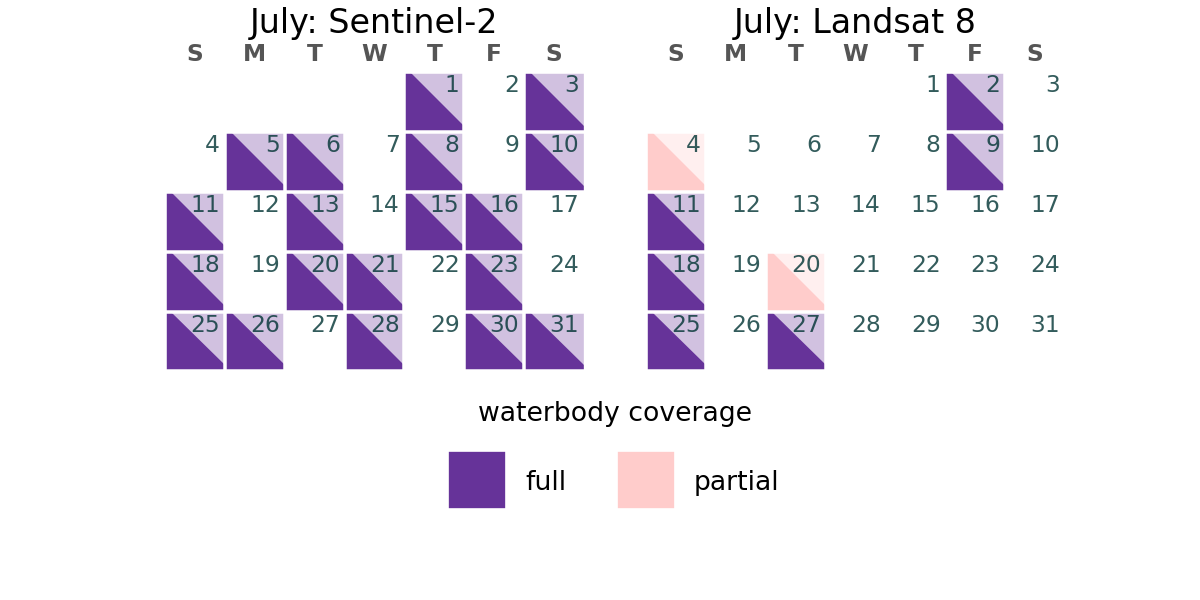 July: Sentinel-2
S M T W T F S
1 2 3
4 5 6 7 8 9 10
11 12 13 14 15 16 17
18 19 20 21 22 23 24
25 26 27 28 29 30 31
July: Landsat 8
S M T W T F S
1 2 3
4 5 6 7 8 9 10
11 12 13 14 15 16 17
18 19 20 21 22 23 24
25 26 27 28 29 30 31
waterbody coverage
full partial